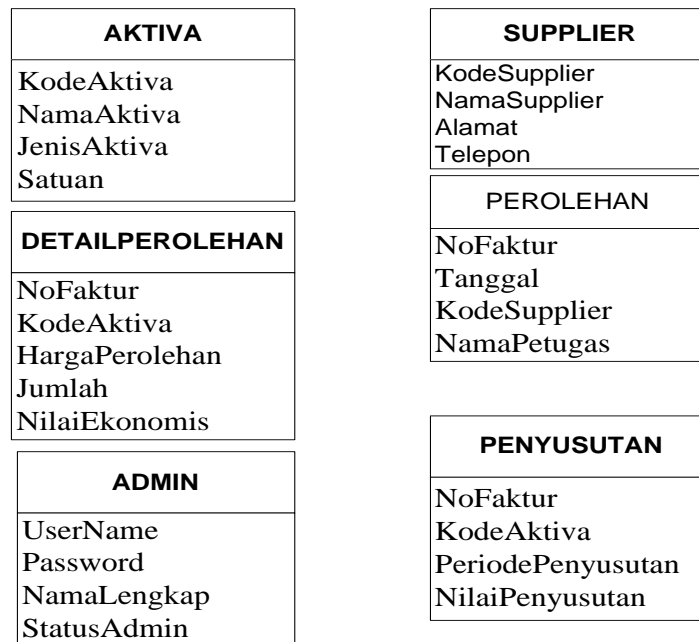 AKTIVA
KodeAktiva
NamaAktiva
JenisAktiva
Satuan
SUPPLIER
KodeSupplier
NamaSupplier
Alamat
Telepon
DETAILPEROLEHAN
NoFaktur
KodeAktiva
HargaPerolehan
Jumlah
NilaiEkonomis
PEROLEHAN
NoFaktur
Tanggal
KodeSupplier
NamaPetugas
ADMIN
UserName
Password
NamaLengkap
StatusAdmin
PENYUSUTAN
NoFaktur
KodeAktiva
PeriodePenyusutan
NilaiPenyusutan